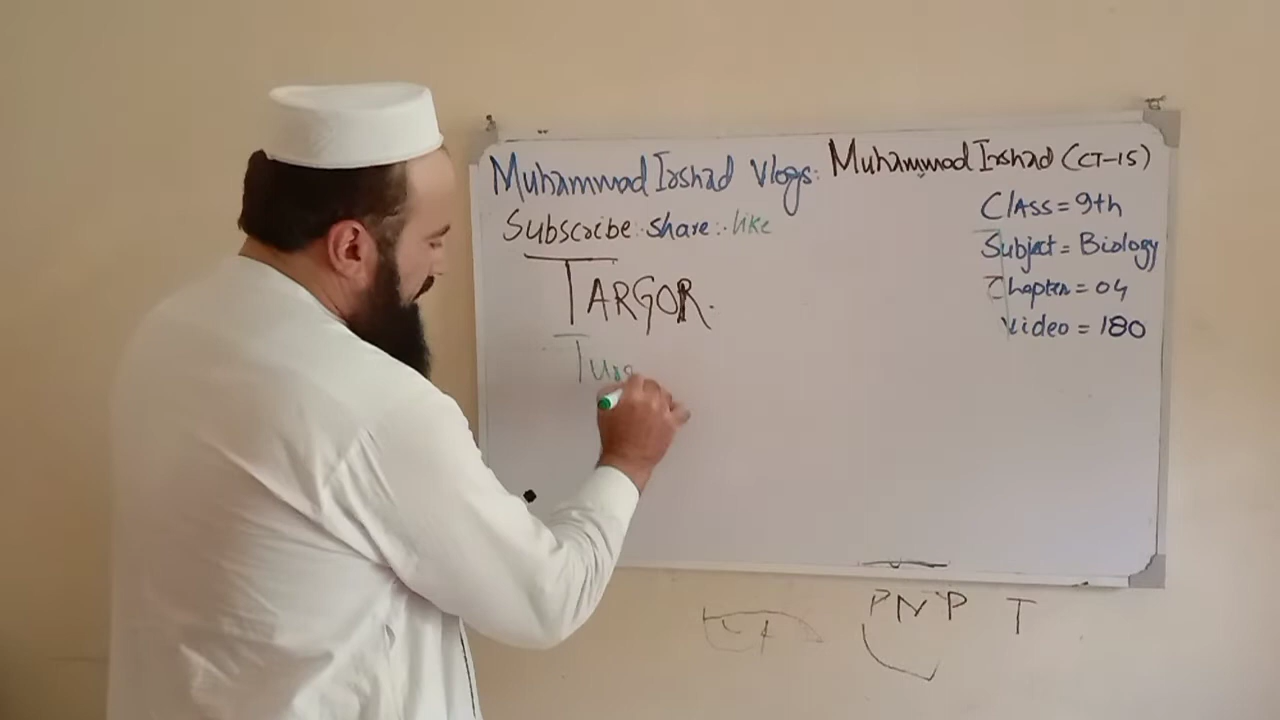 Muhammad Irshad Vlogs: Muhammad Irshad (CT-15)
Subscribe: share: like
Class = 9th
Subject = Biology
Chapter = 04
Video = 180
TARGOR.
Turg
PNP T